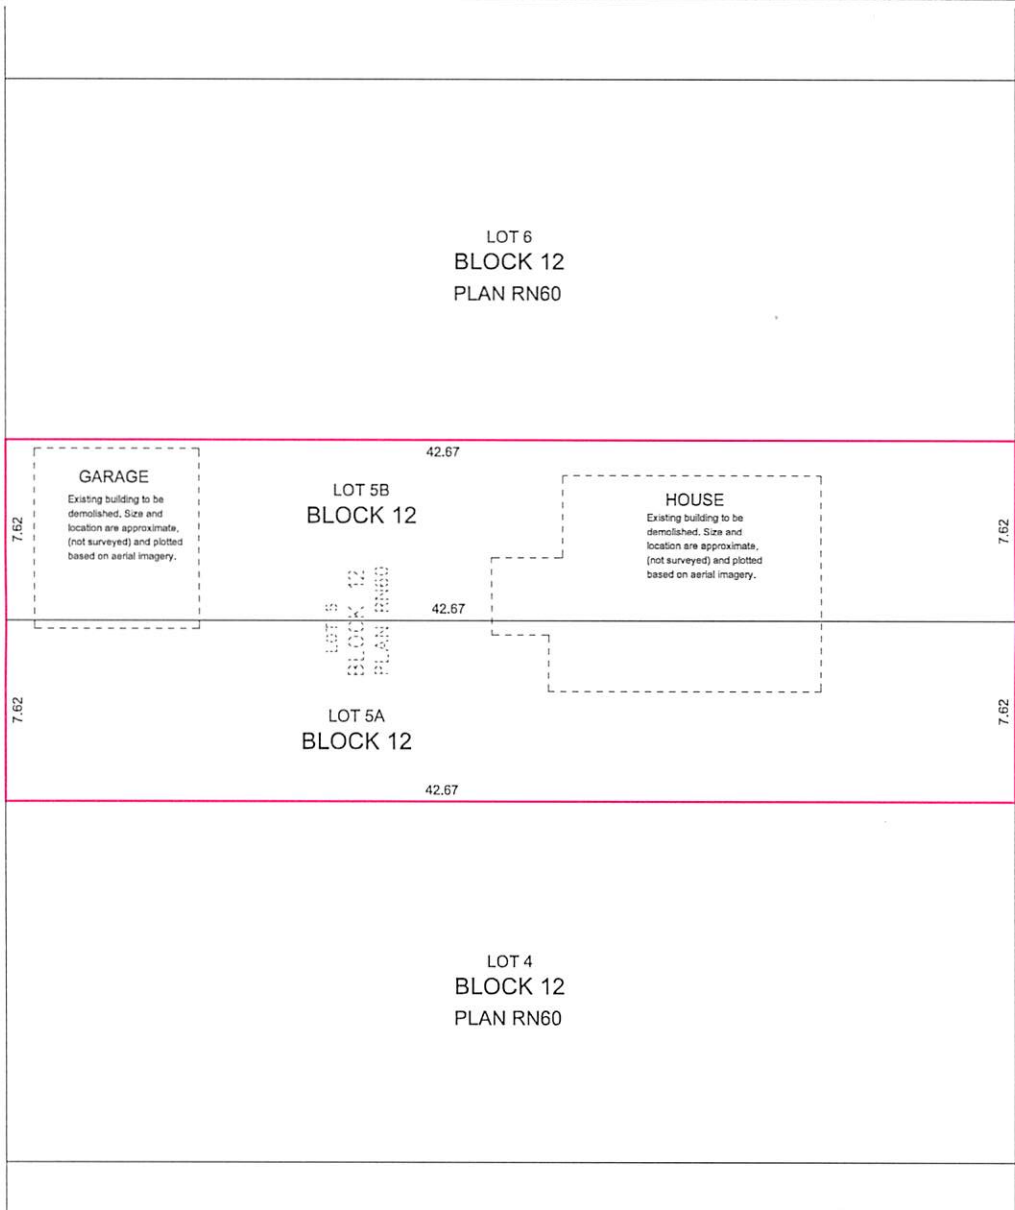 LOT 6
BLOCK 12
PLAN RN60
42.67
GARAGE
Existing building to be
demolished. Size and
location are approximate,
(not surveyed) and plotted
based on aerial imagery.
7.62
LOT 5B
BLOCK 12
HOUSE
Existing building to be
demolished. Size and
location are approximate,
(not surveyed) and plotted
based on aerial imagery.
7.62
LOT 5
BLOCK 12
PLAN RN60
42.67
7.62
LOT 5A
BLOCK 12
7.62
42.67
LOT 4
BLOCK 12
PLAN RN60